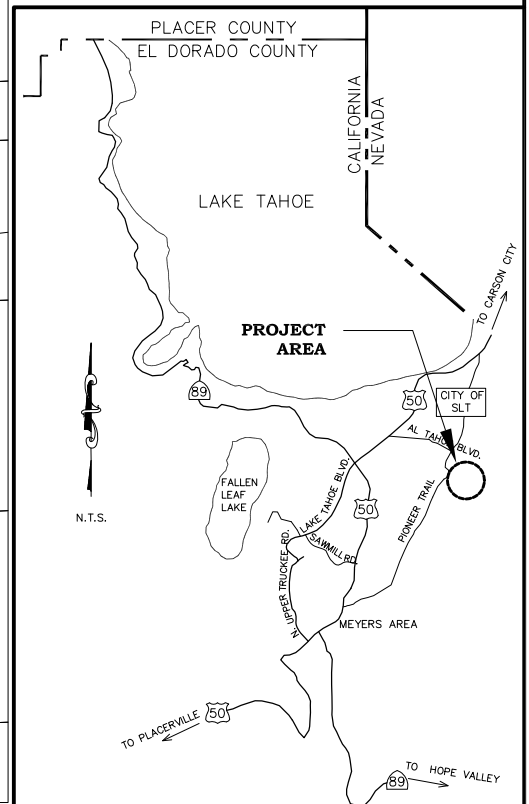 PLACER COUNTY
EL DORADO COUNTY
CALIFORNIA
NEVADA
LAKE TAHOE
TO CARSON CITY
PROJECT
AREA
89
50
CITY OF
SLT
AL TAHOE BLVD.
FALLEN
LEAF
LAKE
LAKE TAHOE BLVD.
50
PIONEER TRAIL
N.T.S.
SAWMILL RD.
N. UPPER TRUCKEE RD.
MEYERS AREA
TO PLACERVILLE
50
TO HOPE VALLEY
89